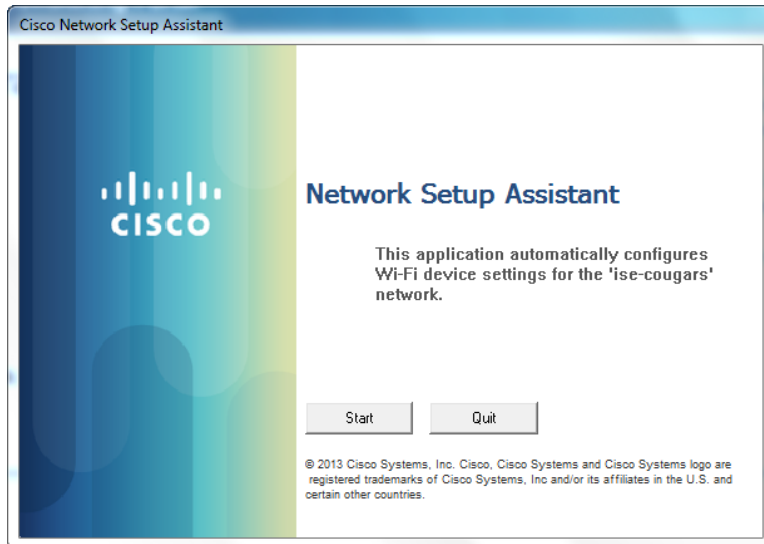 Cisco Network Setup Assistant
CISCO
Network Setup Assistant
This application automatically configures
Wi-Fi device settings for the 'ise-cougars'
network.
Start
Quit
© 2013 Cisco Systems, Inc. Cisco, Cisco Systems and Cisco Systems logo are
registered trademarks of Cisco Systems, Inc and/or its affiliates in the U.S. and
certain other countries.